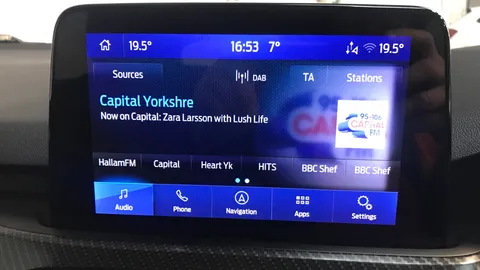 19.5° 16:53 7° 19.5°
Sources DAB TA Stations
Capital Yorkshire
Now on Capital: Zara Larsson with Lush Life
95-106
CAPITAL
FM
HallamFM Capital Heart Yk HITS BBC Shef BBC Shef
Audio Phone Navigation Apps Settings